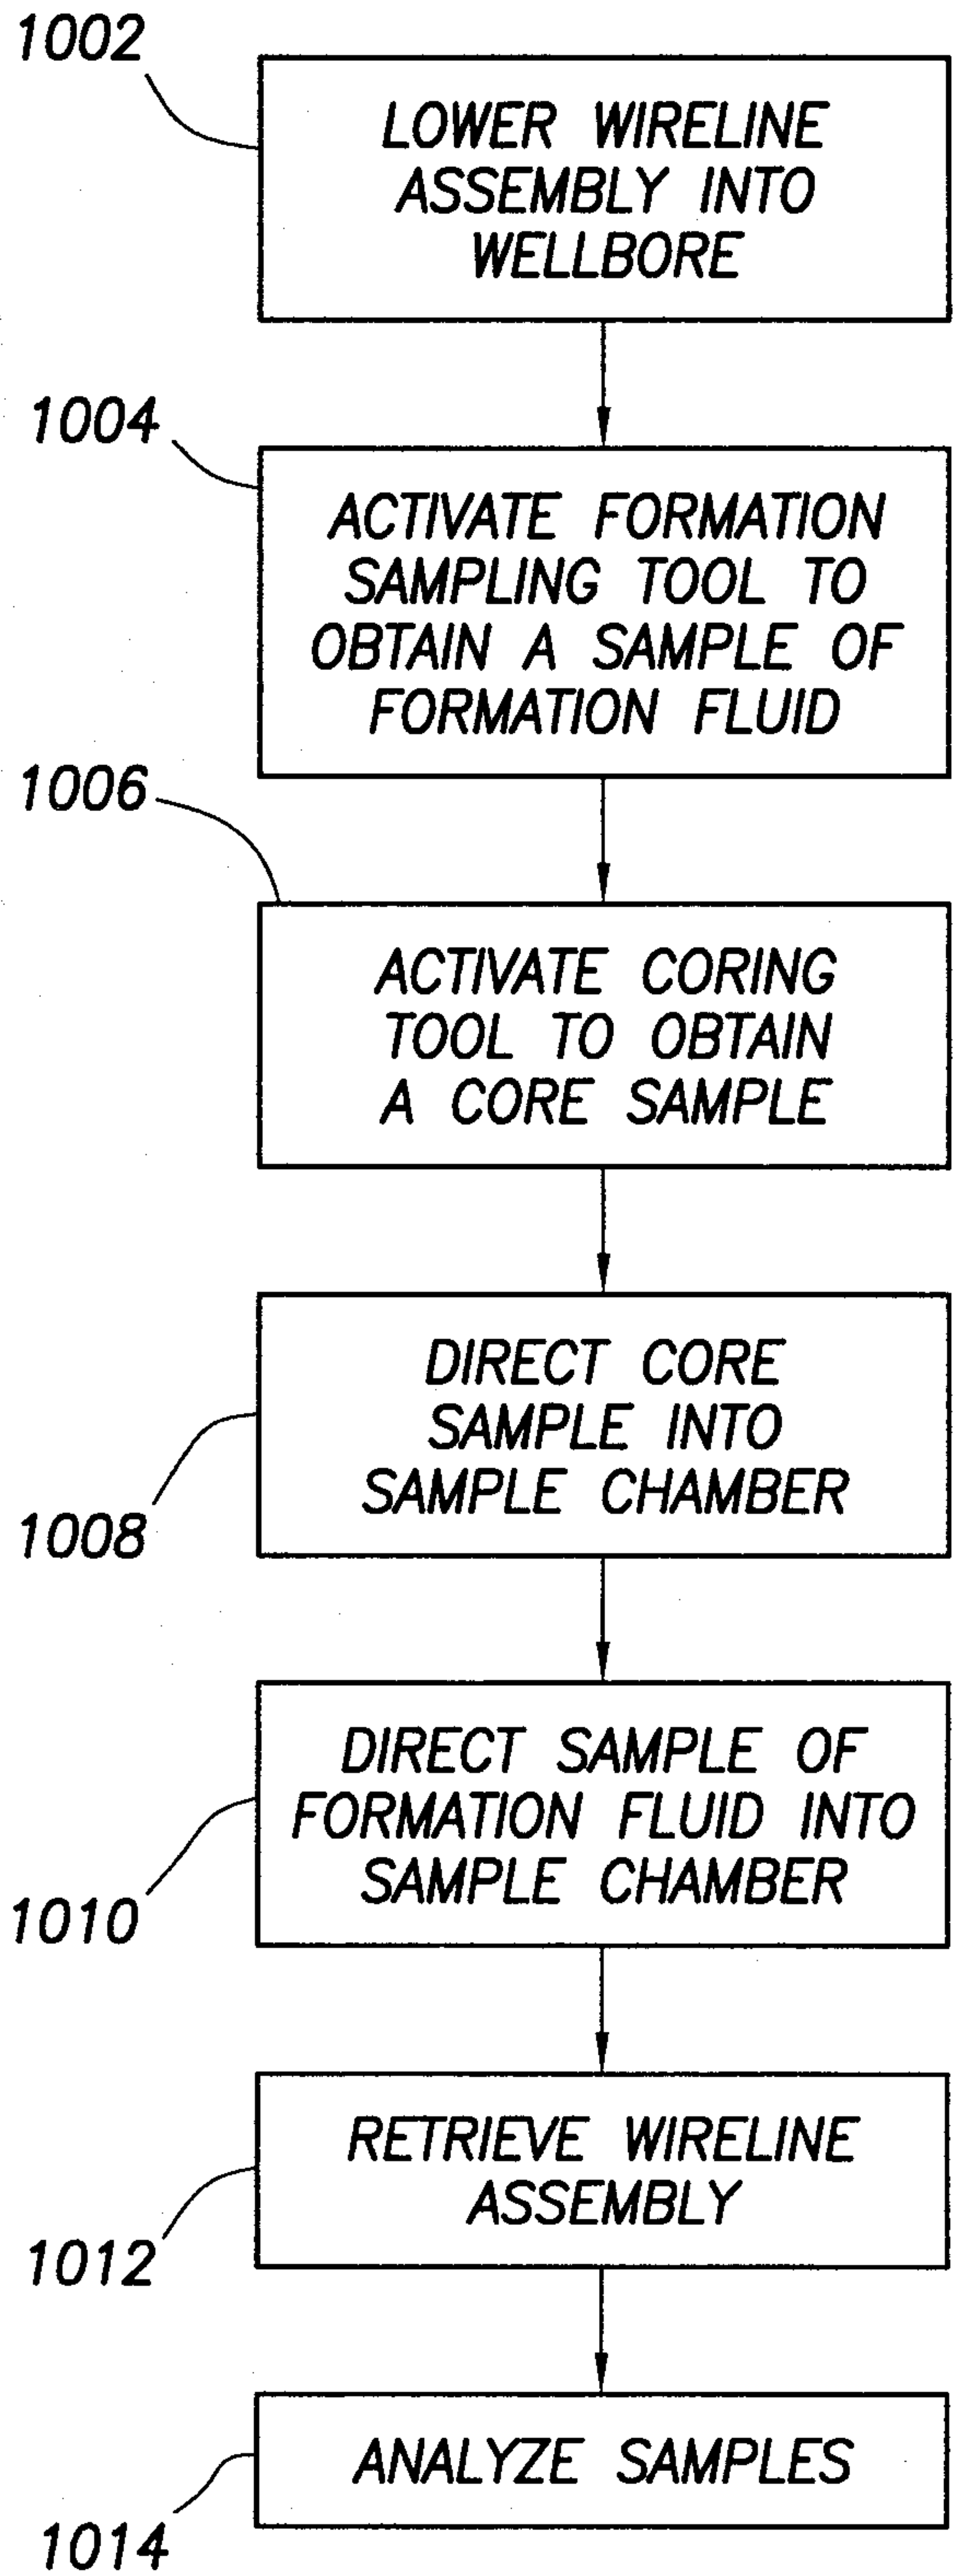 1002
LOWER WIRELINE
ASSEMBLY INTO
WELLBORE
1004
ACTIVATE FORMATION
SAMPLING TOOL TO
OBTAIN A SAMPLE OF
FORMATION FLUID
1006
ACTIVATE CORING
TOOL TO OBTAIN
A CORE SAMPLE
DIRECT CORE
SAMPLE INTO
SAMPLE CHAMBER
1008
DIRECT SAMPLE OF
FORMATION FLUID INTO
SAMPLE CHAMBER
1010
RETRIEVE WIRELINE
ASSEMBLY
1012
ANALYZE SAMPLES
1014